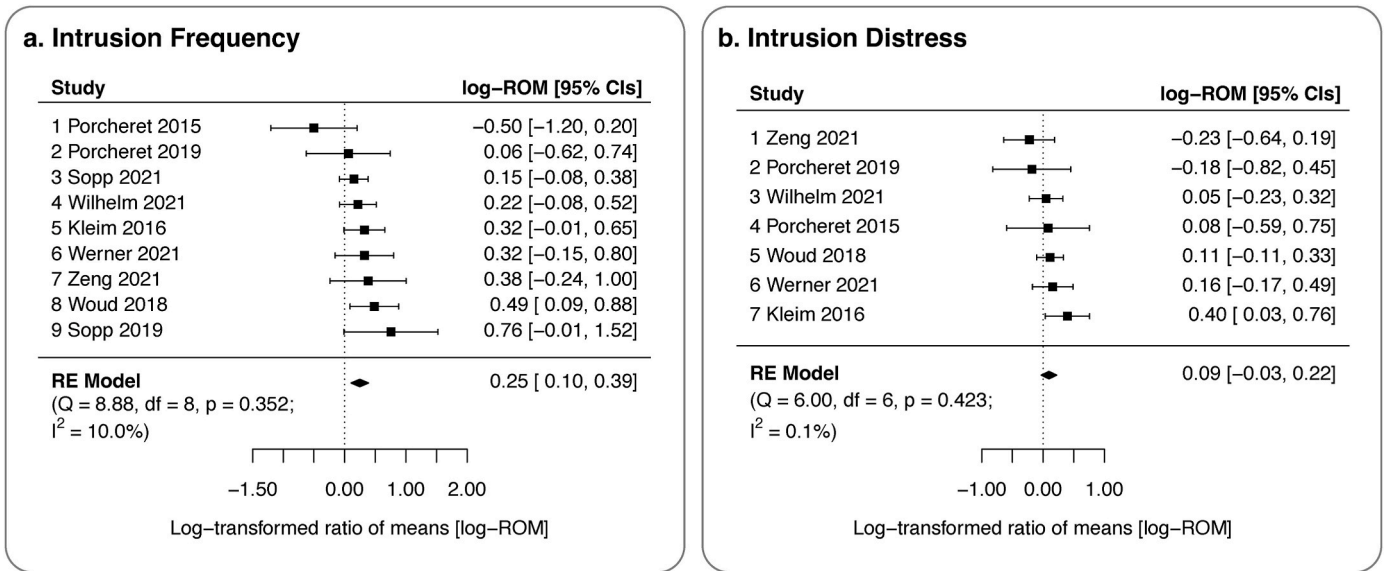 a. Intrusion Frequency
Study log−ROM [95% CIs]
1 Porcheret 2015 −0.50 [−1.20, 0.20]
2 Porcheret 2019 0.06 [−0.62, 0.74]
3 Sopp 2021 0.15 [−0.08, 0.38]
4 Wilhelm 2021 0.22 [−0.08, 0.52]
5 Kleim 2016 0.32 [−0.01, 0.65]
6 Werner 2021 0.32 [−0.15, 0.80]
7 Zeng 2021 0.38 [−0.24, 1.00]
8 Woud 2018 0.49 [ 0.09, 0.88]
9 Sopp 2019 0.76 [−0.01, 1.52]
RE Model 0.25 [ 0.10, 0.39]
(Q = 8.88, df = 8, p = 0.352;
I² = 10.0%)
−1.50 0.00 1.00 2.00
Log−transformed ratio of means [log−ROM]
b. Intrusion Distress
Study log−ROM [95% CIs]
1 Zeng 2021 −0.23 [−0.64, 0.19]
2 Porcheret 2019 −0.18 [−0.82, 0.45]
3 Wilhelm 2021 0.05 [−0.23, 0.32]
4 Porcheret 2015 0.08 [−0.59, 0.75]
5 Woud 2018 0.11 [−0.11, 0.33]
6 Werner 2021 0.16 [−0.17, 0.49]
7 Kleim 2016 0.40 [ 0.03, 0.76]
RE Model 0.09 [−0.03, 0.22]
(Q = 6.00, df = 6, p = 0.423;
I² = 0.1%)
−1.00 0.00 1.00
Log−transformed ratio of means [log−ROM]